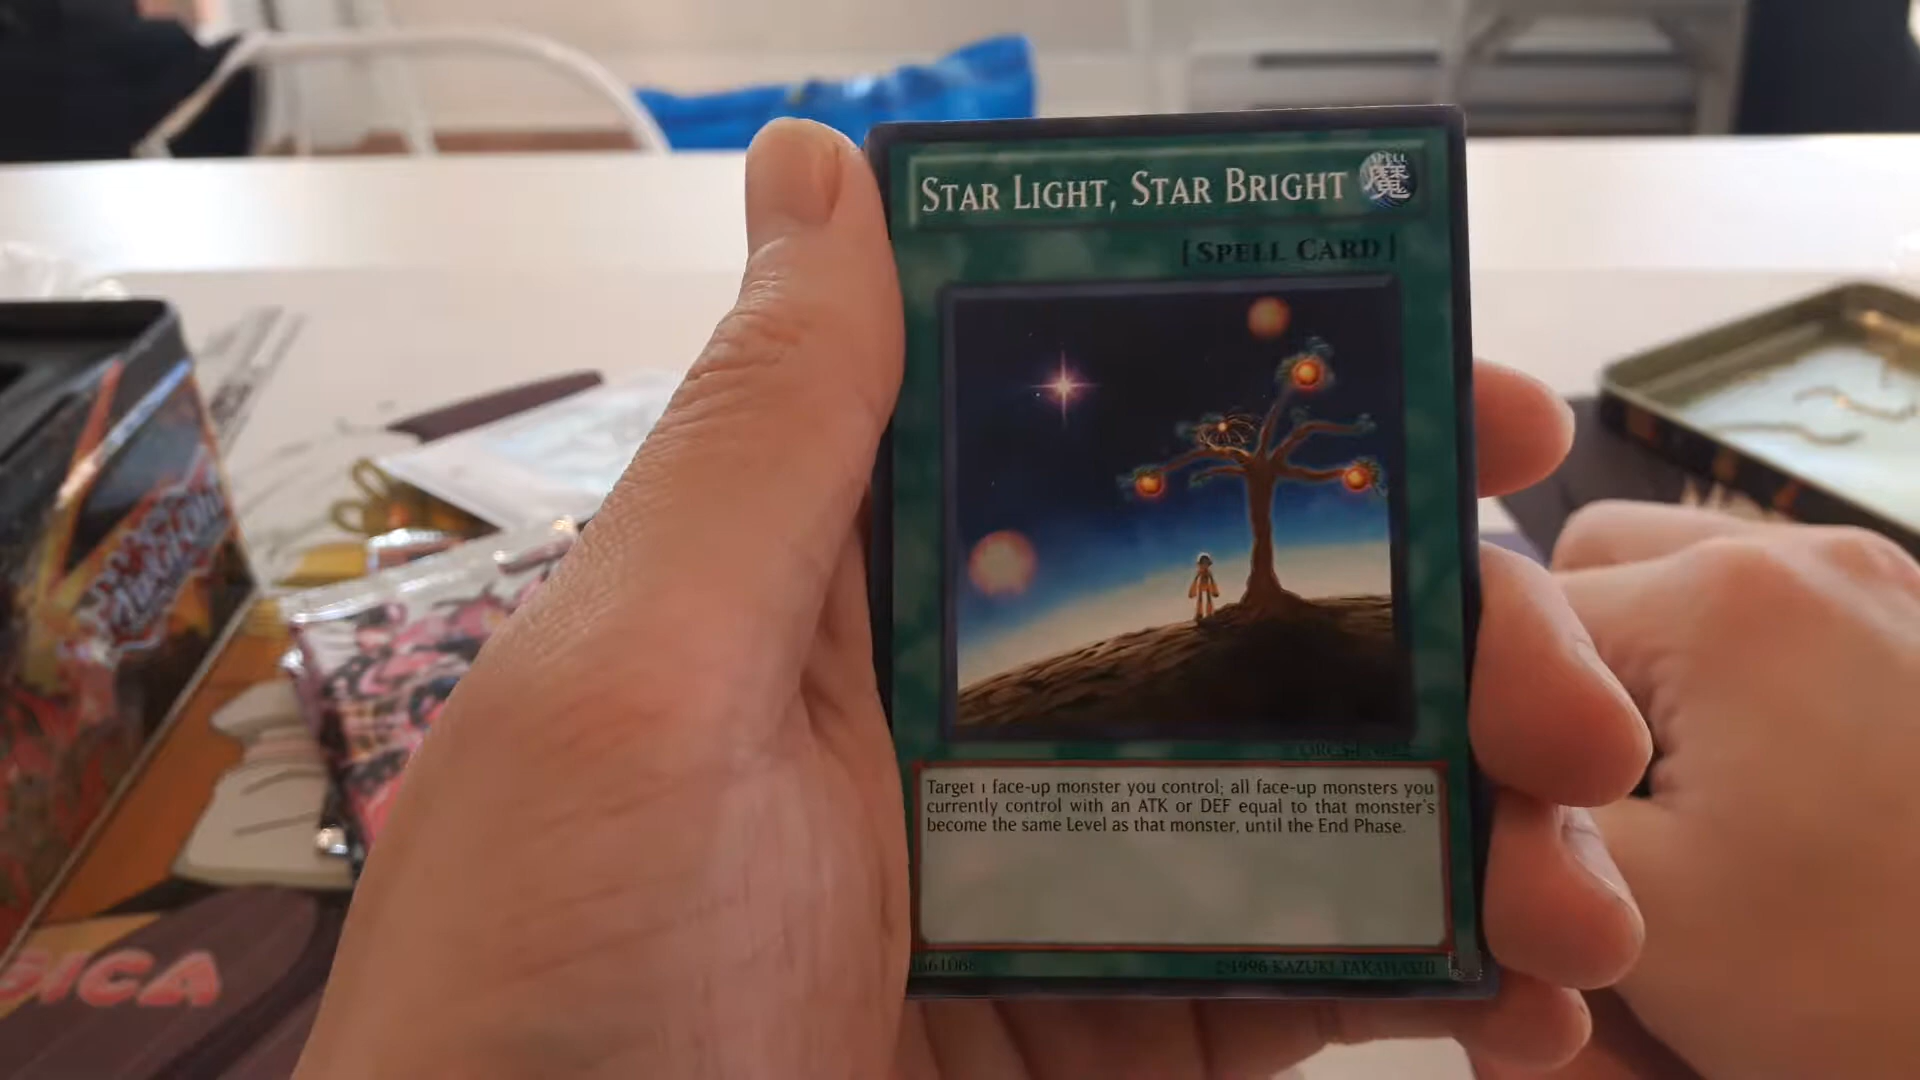 STAR LIGHT, STAR BRIGHT
SPELL
魔
[SPELL CARD]
Target 1 face-up monster you control; all face-up monsters you
currently control with an ATK or DEF equal to that monster's
become the same Level as that monster, until the End Phase.
©1996 KAZUKI TAKAHASHI